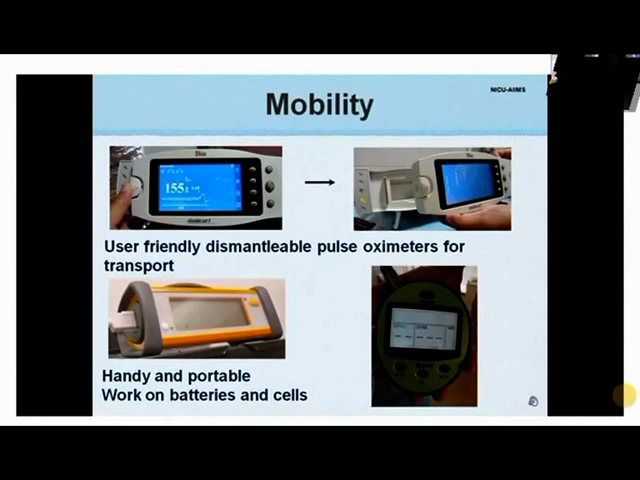 NICU-AIIMS
Mobility
155
User friendly dismantleable pulse oximeters for
transport
Handy and portable
Work on batteries and cells